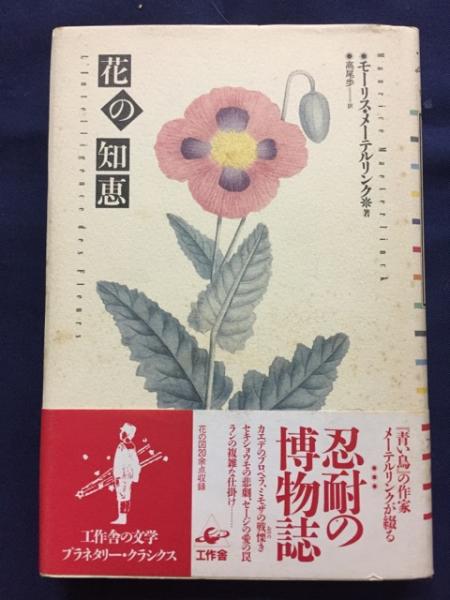 花の知恵
L'Intelligence des Fleurs
Maurice Maeterlinck
モーリス・メーテルリンク※著
高尾歩——訳
『青い鳥』の作家
メーテルリンクが綴る
忍耐の
博物誌
カエデのプロペラ、ミモザの戦慄き
セキショウモの悲劇、セージの愛の罠
ランの複雑な仕掛け……
花の図20余点収録
工作舎
工作舎の文学
プラネタリー・クラシクス